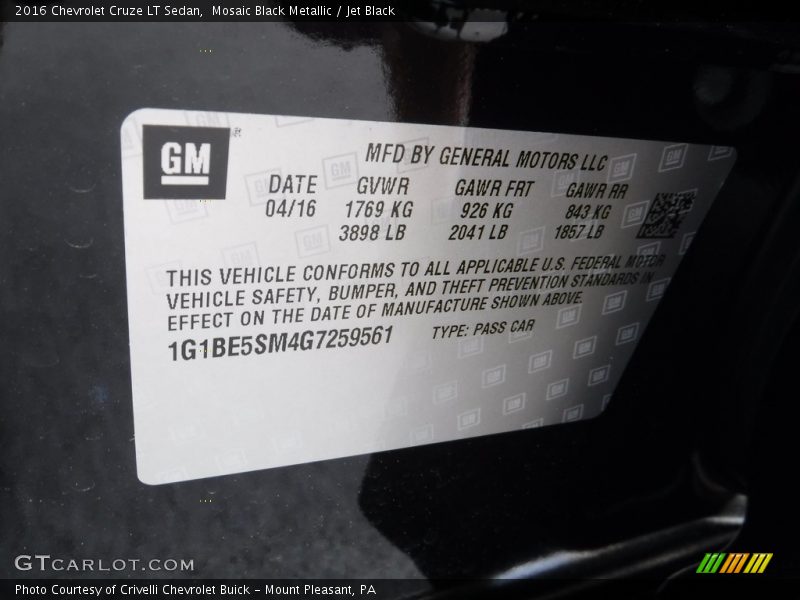 2016 Chevrolet Cruze LT Sedan,  Mosaic Black Metallic / Jet Black
GM ®
MFD BY GENERAL MOTORS LLC
DATE GVWR GAWR FRT GAWR RR
04/16 1769 KG 926 KG 843 KG
3898 LB 2041 LB 1857 LB
THIS VEHICLE CONFORMS TO ALL APPLICABLE U.S. FEDERAL MOTOR
VEHICLE SAFETY, BUMPER, AND THEFT PREVENTION STANDARDS IN
EFFECT ON THE DATE OF MANUFACTURE SHOWN ABOVE.
1G1BE5SM4G7259561 TYPE: PASS CAR
GTCARLOT.COM
Photo Courtesy of Crivelli Chevrolet Buick - Mount Pleasant, PA